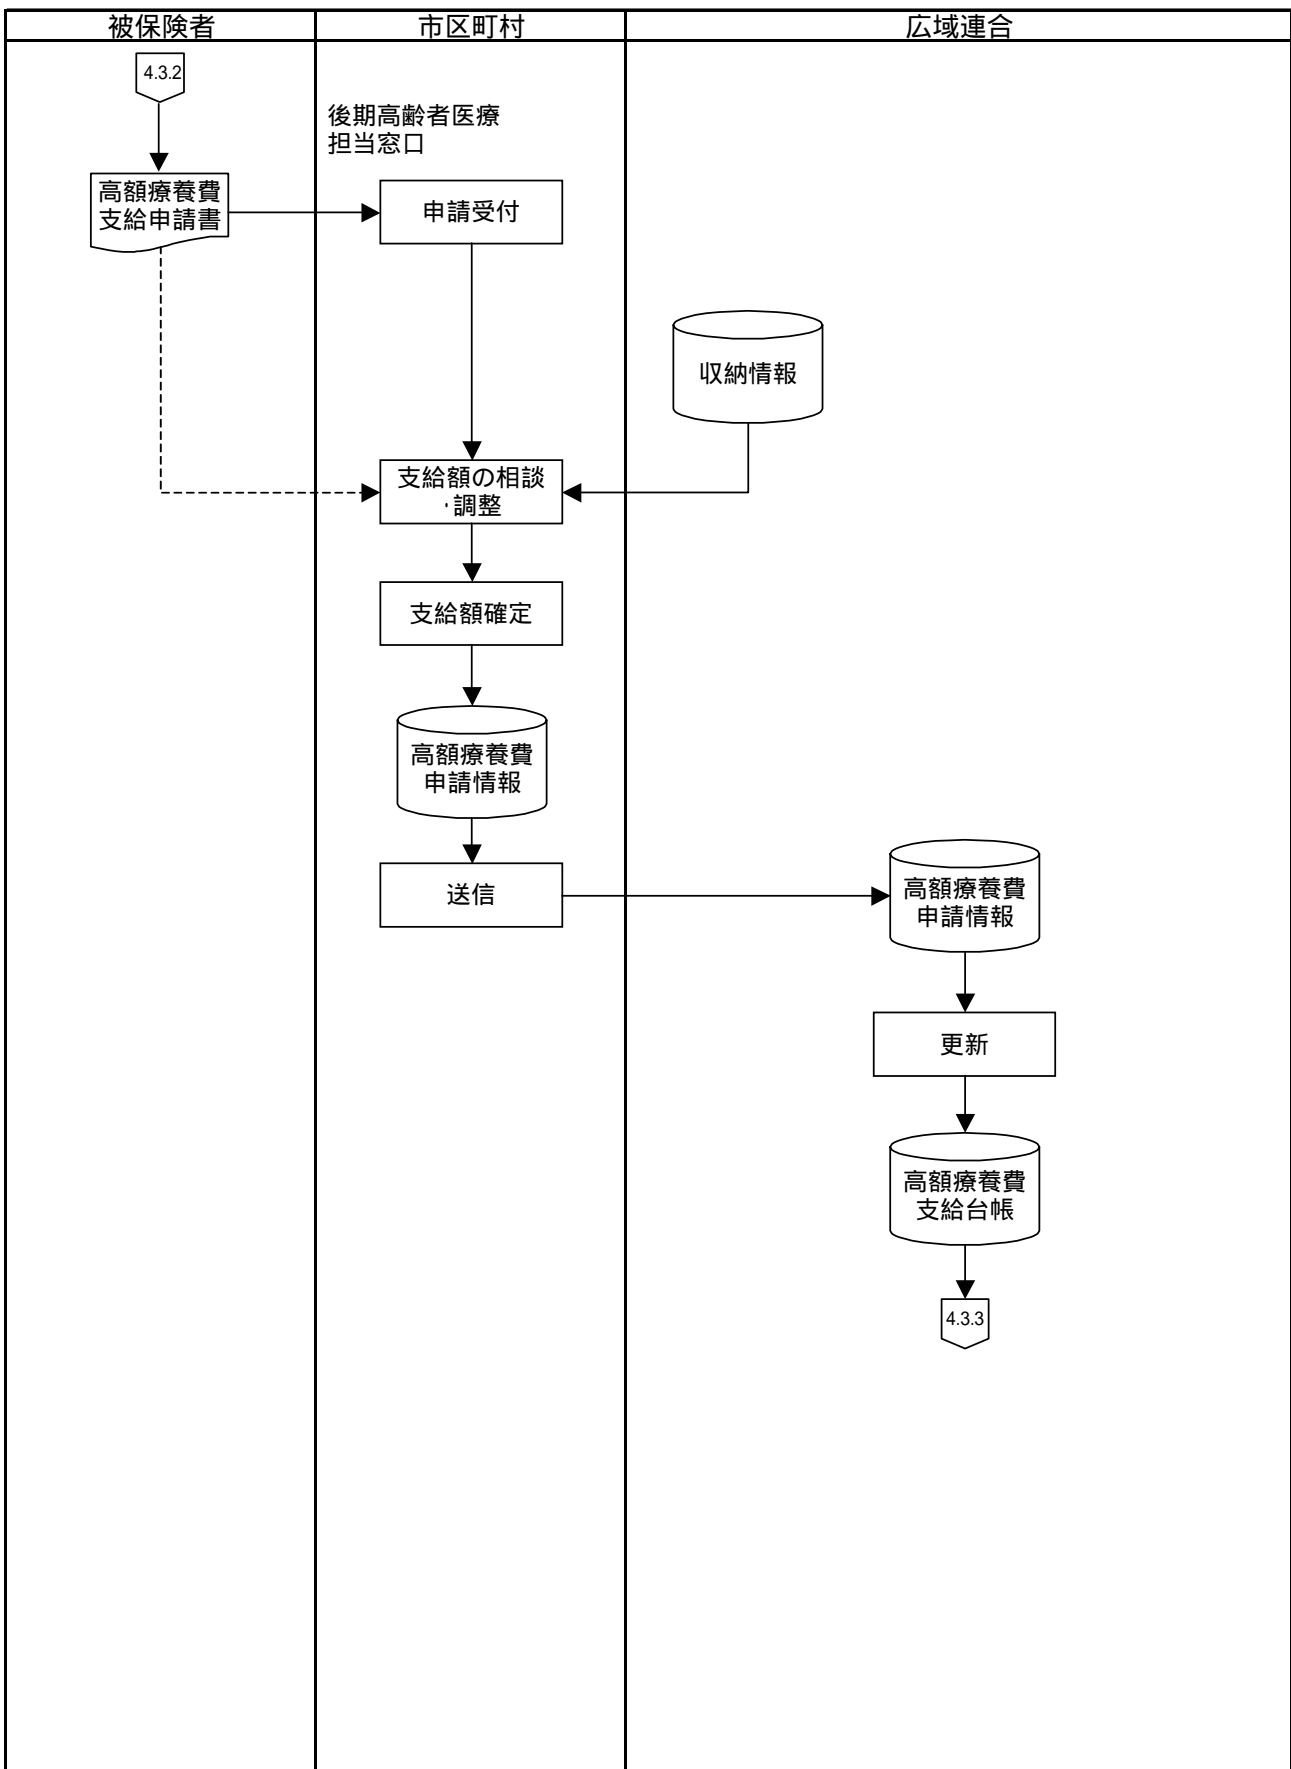 被保険者
市区町村
広域連合
4.3.2
後期高齢者医療
担当窓口
高額療養費
支給申請書
申請受付
収納情報
支給額の相談
・調整
支給額確定
高額療養費
申請情報
送信
高額療養費
申請情報
更新
高額療養費
支給台帳
4.3.3